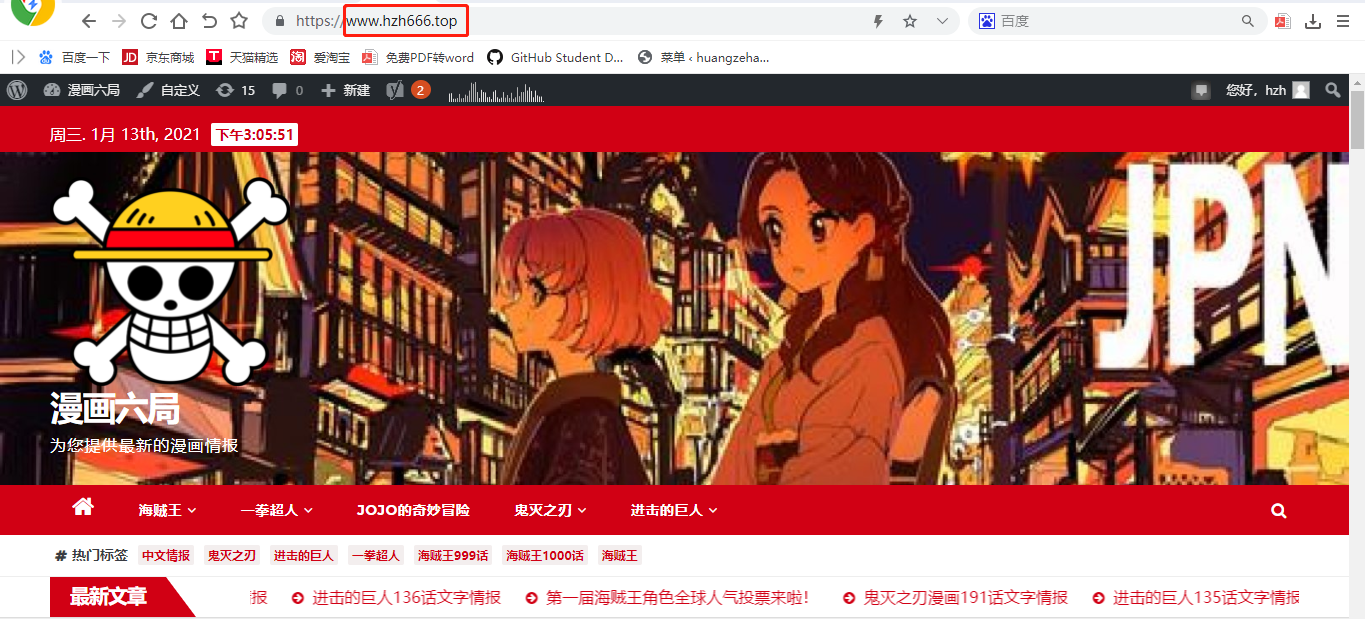 https://www.hzh666.top
百度
百度一下 京东商城 天猫精选 爱淘宝 免费PDF转word GitHub Student D... 菜单 ‹ huangzeha...
漫画六局 自定义 15 0 新建 2 您好，hzh
周三. 1月 13th, 2021 下午3:05:51
JPN
漫画六局
为您提供最新的漫画情报
海贼王 一拳超人 JOJO的奇妙冒险 鬼灭之刃 进击的巨人
# 热门标签 中文情报 鬼灭之刃 进击的巨人 一拳超人 海贼王999话 海贼王1000话 海贼王
最新文章 报 进击的巨人136话文字情报 第一届海贼王角色全球人气投票来啦！ 鬼灭之刃漫画191话文字情报 进击的巨人135话文字情报